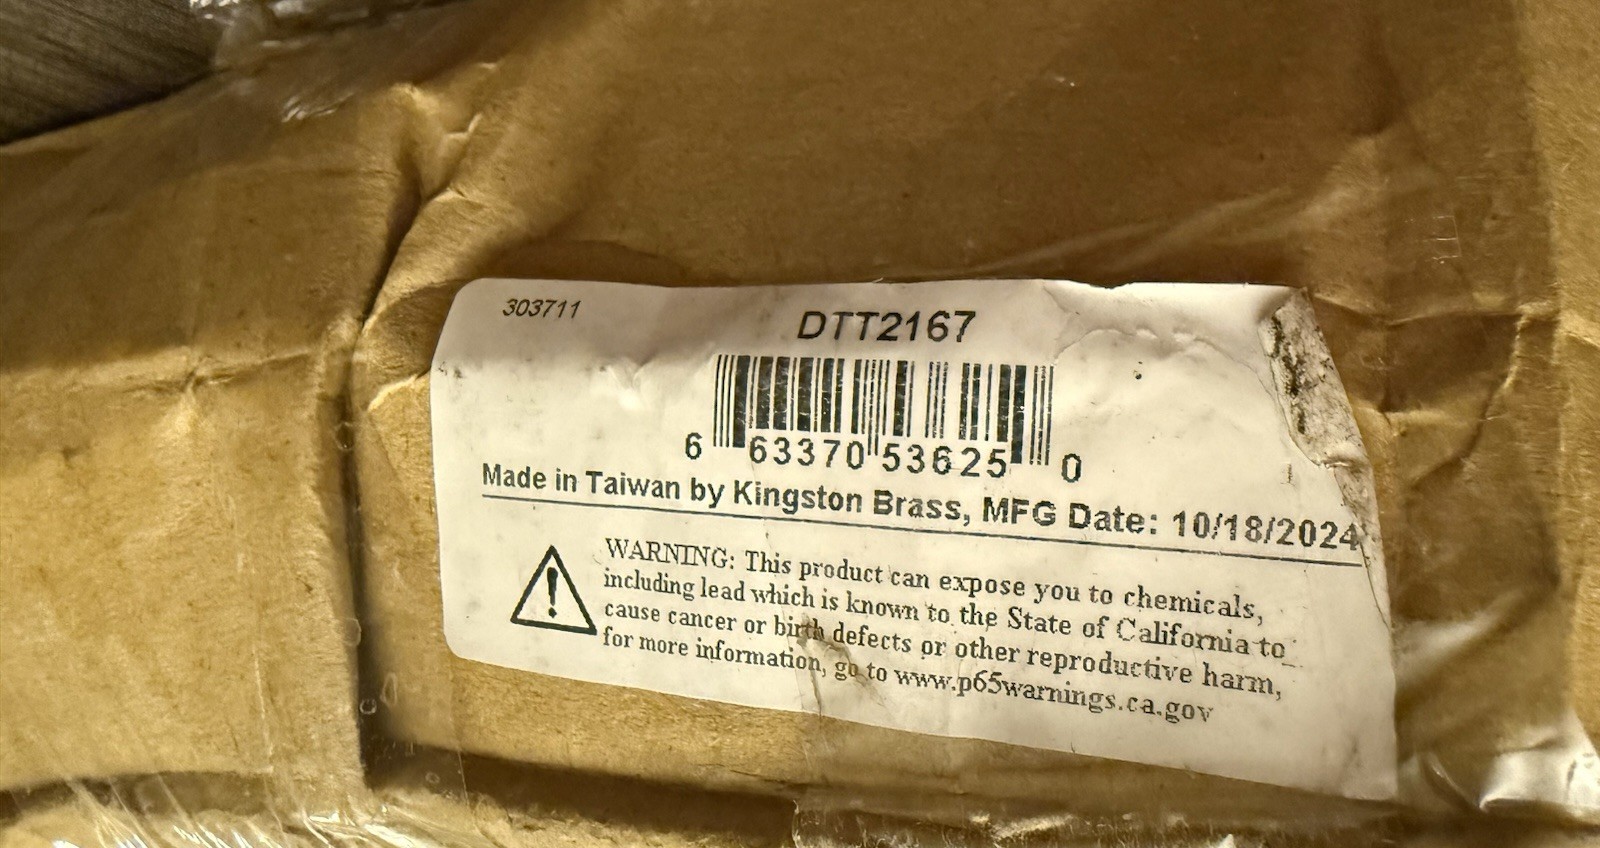 303711
DTT2167
6 63370 53625 0
Made in Taiwan by Kingston Brass, MFG Date: 10/18/2024
WARNING: This product can expose you to chemicals,
including lead which is known to the State of California to
cause cancer or birth defects or other reproductive harm,
for more information, go to www.p65warnings.ca.gov